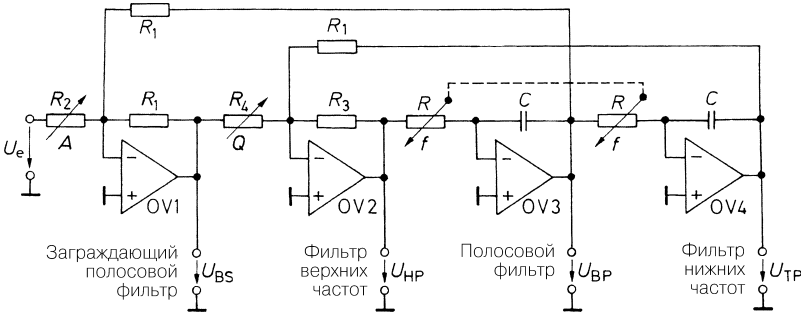 R1
R1
R2
R1
R4
R3
R
C
R
C
A
Q
f
f
Ue
−
+
OV1
−
+
OV2
−
+
OV3
−
+
OV4
Заграждающий
полосовой
фильтр
UBS
Фильтр
верхних
частот
UHP
Полосовой
фильтр
UBP
Фильтр
нижних
частот
UTP